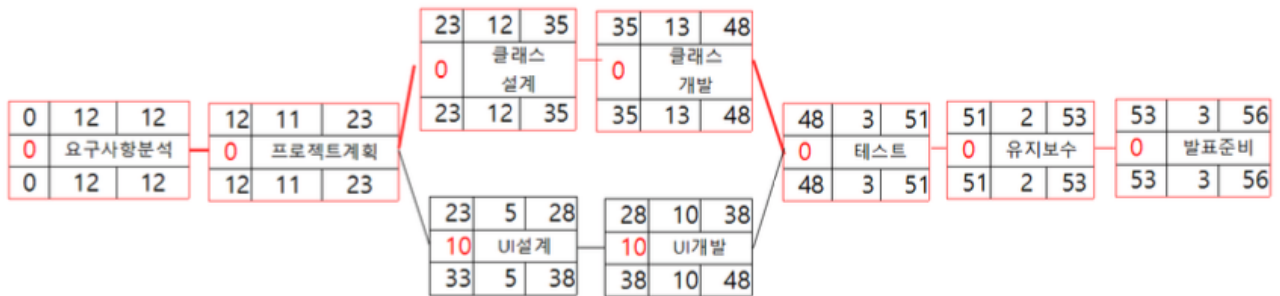 0 12 12
0 요구사항분석
0 12 12
12 11 23
0 프로젝트계획
12 11 23
23 12 35
0 클래스
설계
23 12 35
35 13 48
0 클래스
개발
35 13 48
23 5 28
10 UI설계
33 5 38
28 10 38
10 UI개발
38 10 48
48 3 51
0 테스트
48 3 51
51 2 53
0 유지보수
51 2 53
53 3 56
0 발표준비
53 3 56